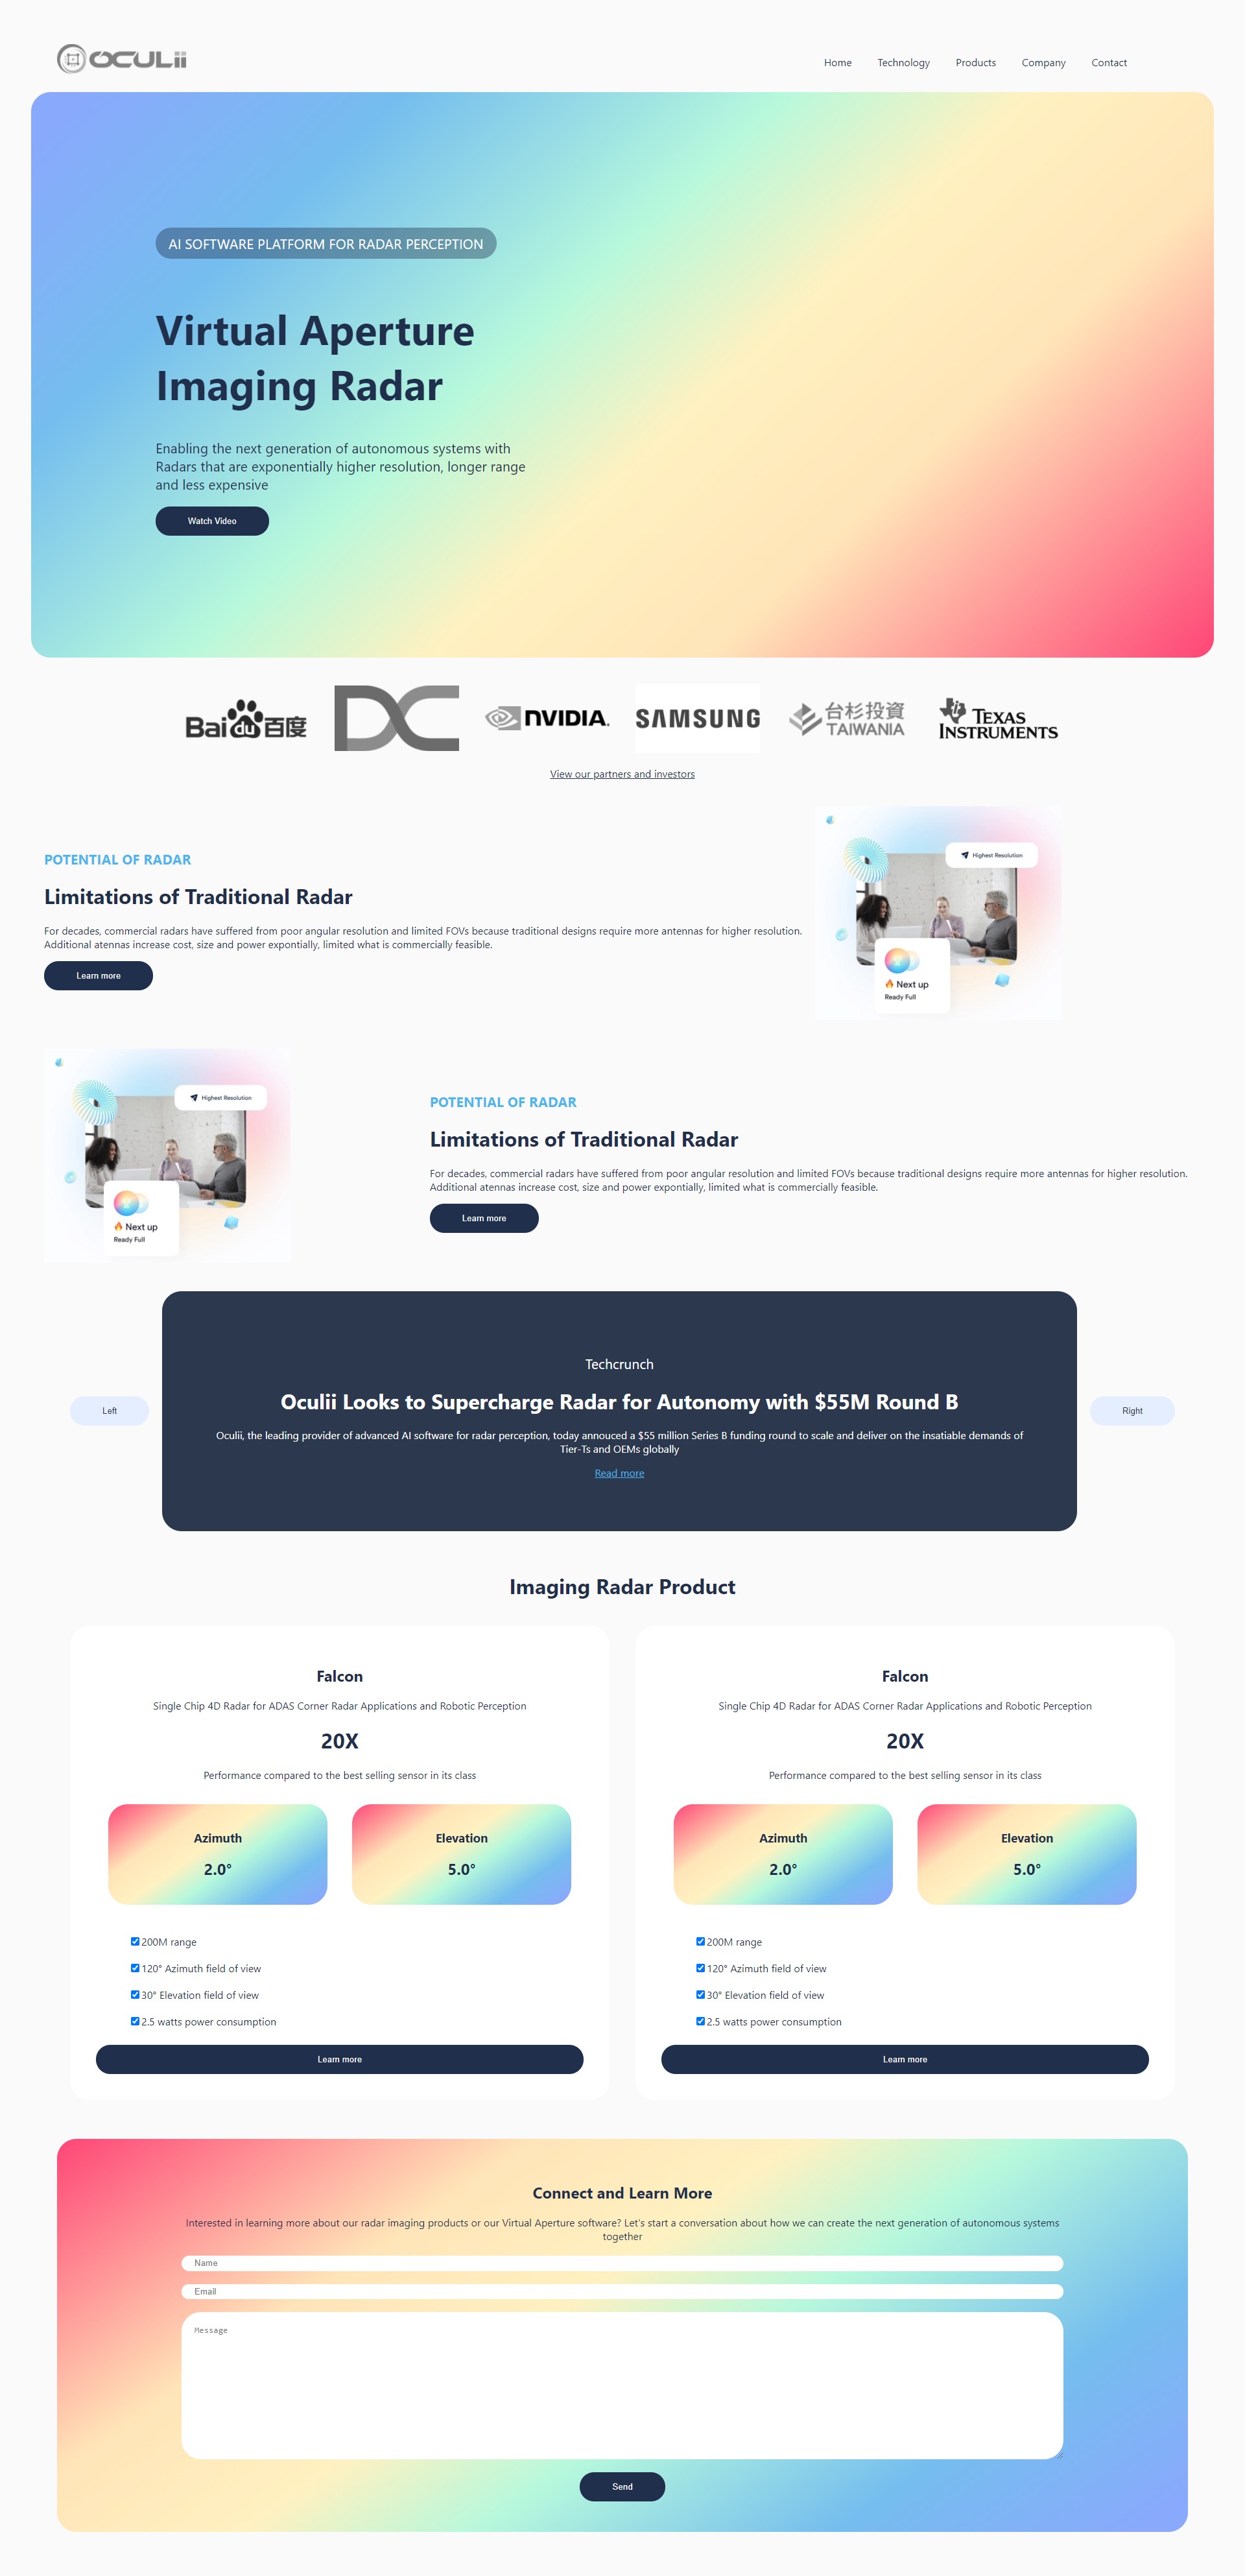 OCULii
Home Technology Products Company Contact
AI SOFTWARE PLATFORM FOR RADAR PERCEPTION
Virtual Aperture
Imaging Radar
Enabling the next generation of autonomous systems with
Radars that are exponentially higher resolution, longer range
and less expensive
Watch Video
Bai du 百度
DC
NVIDIA.
SAMSUNG
台杉投資
TAIWANIA
TEXAS
INSTRUMENTS
View our partners and investors
POTENTIAL OF RADAR
Limitations of Traditional Radar
For decades, commercial radars have suffered from poor angular resolution and limited FOVs because traditional designs require more antennas for higher resolution.
Additional atennas increase cost, size and power expontially, limited what is commercially feasible.
Learn more
Highest Resolution
Next up
Ready Full
Highest Resolution
Next up
Ready Full
POTENTIAL OF RADAR
Limitations of Traditional Radar
For decades, commercial radars have suffered from poor angular resolution and limited FOVs because traditional designs require more antennas for higher resolution.
Additional atennas increase cost, size and power expontially, limited what is commercially feasible.
Learn more
Left
Techcrunch
Oculii Looks to Supercharge Radar for Autonomy with $55M Round B
Oculii, the leading provider of advanced AI software for radar perception, today annouced a $55 million Series B funding round to scale and deliver on the insatiable demands of
Tier-Ts and OEMs globally
Read more
Right
Imaging Radar Product
Falcon
Single Chip 4D Radar for ADAS Corner Radar Applications and Robotic Perception
20X
Performance compared to the best selling sensor in its class
Azimuth
2.0°
Elevation
5.0°
200M range
120° Azimuth field of view
30° Elevation field of view
2.5 watts power consumption
Learn more
Falcon
Single Chip 4D Radar for ADAS Corner Radar Applications and Robotic Perception
20X
Performance compared to the best selling sensor in its class
Azimuth
2.0°
Elevation
5.0°
200M range
120° Azimuth field of view
30° Elevation field of view
2.5 watts power consumption
Learn more
Connect and Learn More
Interested in learning more about our radar imaging products or our Virtual Aperture software? Let's start a conversation about how we can create the next generation of autonomous systems
together
Name
Email
Message
Send